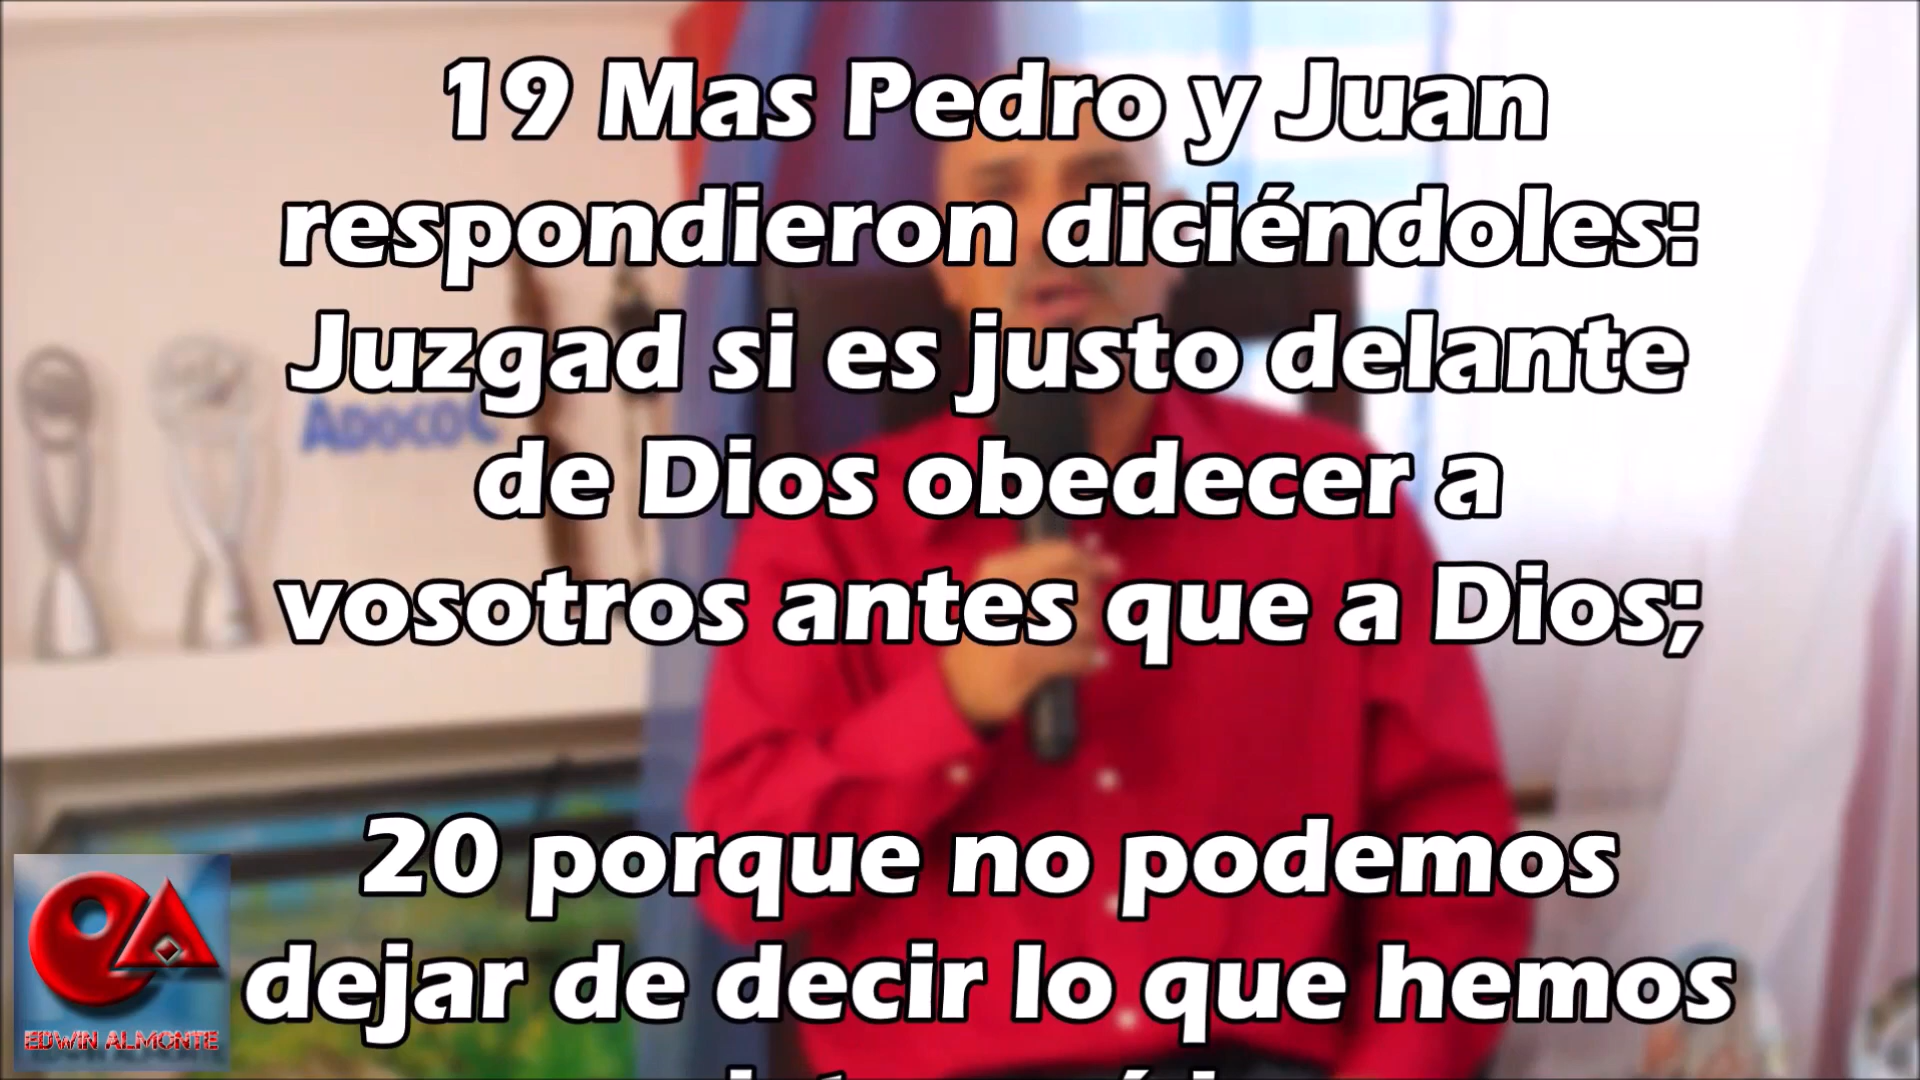 19 Mas Pedro y Juan
respondieron diciéndoles:
Juzgad si es justo delante
de Dios obedecer a
vosotros antes que a Dios;
20 porque no podemos
dejar de decir lo que hemos
ADOCOC
EDWIN ALMONTE